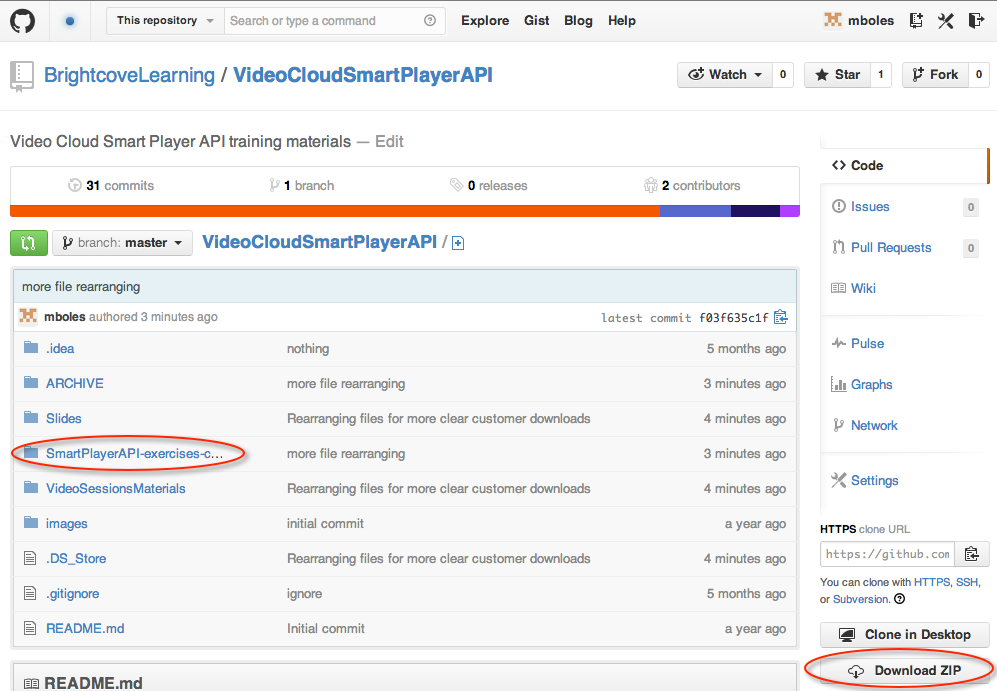 This repository Search or type a command Explore Gist Blog Help mboles
BrightcoveLearning / VideoCloudSmartPlayerAPI Watch 0 Star 1 Fork 0
Video Cloud Smart Player API training materials — Edit
31 commits 1 branch 0 releases 2 contributors
branch: master VideoCloudSmartPlayerAPI /
more file rearranging
mboles authored 3 minutes ago latest commit f03f635c1f
.idea nothing 5 months ago
ARCHIVE more file rearranging 3 minutes ago
Slides Rearranging files for more clear customer downloads 4 minutes ago
SmartPlayerAPI-exercises-c... more file rearranging 3 minutes ago
VideoSessionsMaterials Rearranging files for more clear customer downloads 4 minutes ago
images initial commit a year ago
.DS_Store Rearranging files for more clear customer downloads 4 minutes ago
.gitignore ignore 5 months ago
README.md Initial commit a year ago
README.md
Code
Issues 0
Pull Requests 0
Wiki
Pulse
Graphs
Network
Settings
HTTPS clone URL
https://github.com
You can clone with HTTPS, SSH,
or Subversion.
Clone in Desktop
Download ZIP